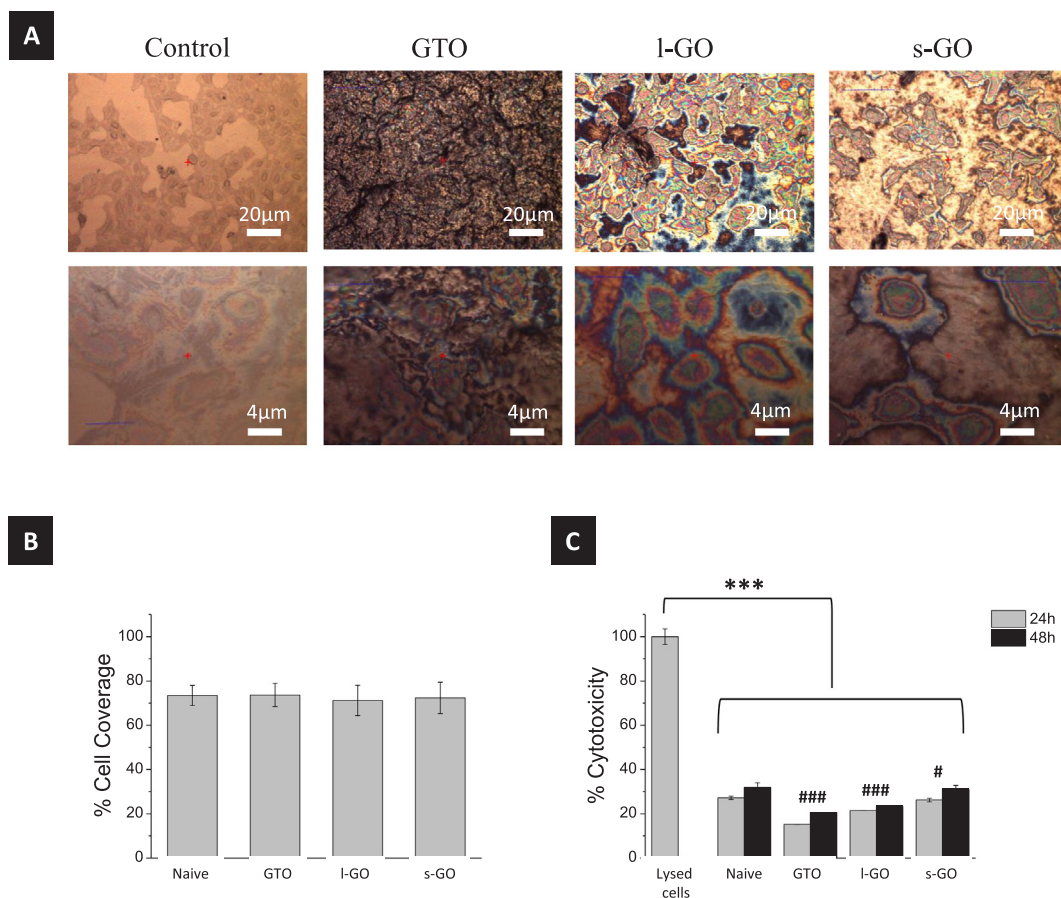 A
Control GTO l-GO s-GO
20µm 20µm 20µm 20µm
4µm 4µm 4µm 4µm
B
% Cell Coverage
100
80
60
40
20
0
Naive GTO l-GO s-GO
C
***
24h
48h
% Cytotoxicity
100
80
60
40
20
0
### ### #
Lysed cells Naive GTO l-GO s-GO